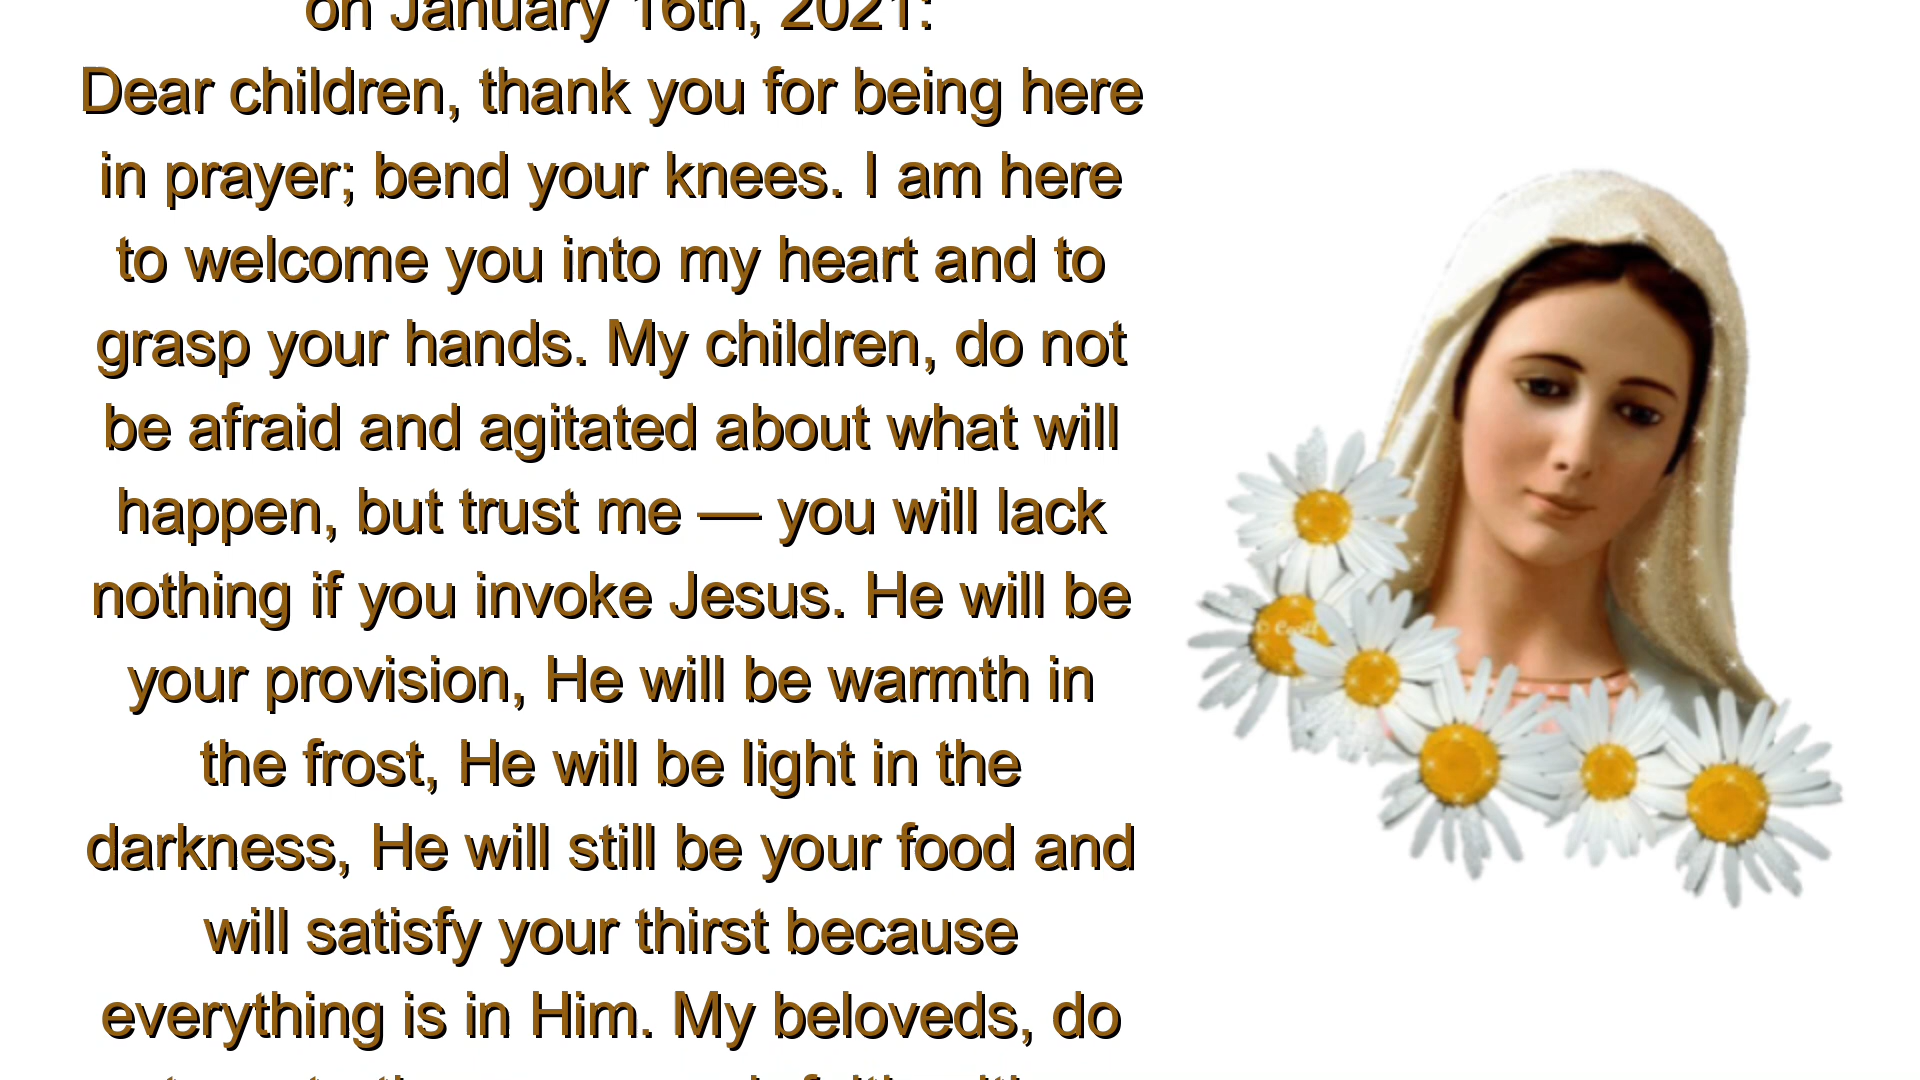 on January 16th, 2021:
Dear children, thank you for being here
in prayer; bend your knees. I am here
to welcome you into my heart and to
grasp your hands. My children, do not
be afraid and agitated about what will
happen, but trust me — you will lack
nothing if you invoke Jesus. He will be
your provision, He will be warmth in
the frost, He will be light in the
darkness, He will still be your food and
will satisfy your thirst because
everything is in Him. My beloveds, do